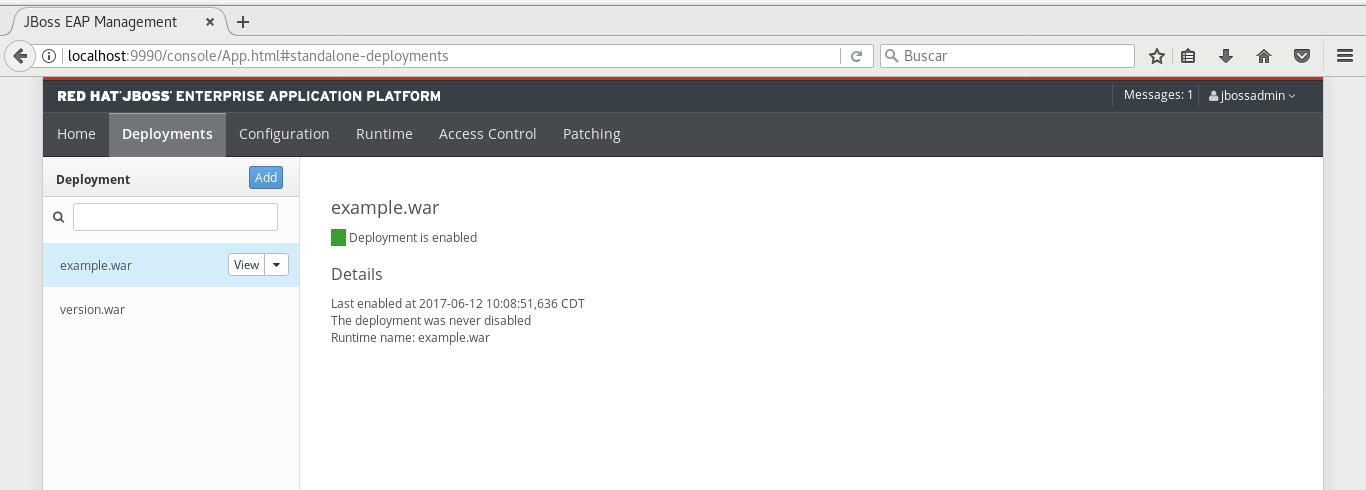 JBoss EAP Management
localhost:9990/console/App.html#standalone-deployments
Buscar
RED HAT® JBOSS® ENTERPRISE APPLICATION PLATFORM
Messages: 1
jbossadmin
Home Deployments Configuration Runtime Access Control Patching
Deployment
Add
example.war
View
version.war
example.war
Deployment is enabled
Details
Last enabled at 2017-06-12 10:08:51,636 CDT
The deployment was never disabled
Runtime name: example.war